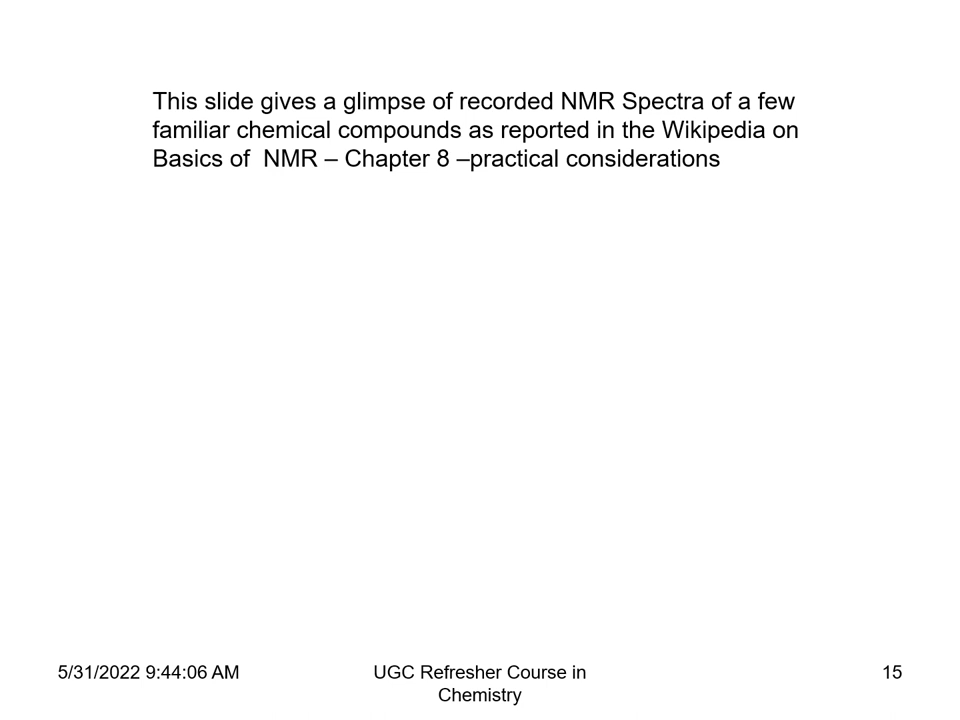 This slide gives a glimpse of recorded NMR Spectra of a few
familiar chemical compounds as reported in the Wikipedia on
Basics of  NMR – Chapter 8 –practical considerations
5/31/2022 9:44:06 AM
UGC Refresher Course in
Chemistry
15